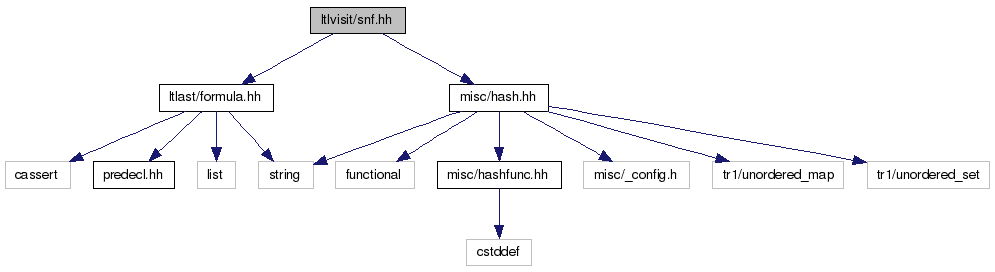 ltlvisit/snf.hh
ltlast/formula.hh
misc/hash.hh
cassert
predecl.hh
list
string
functional
misc/hashfunc.hh
misc/_config.h
tr1/unordered_map
tr1/unordered_set
cstddef